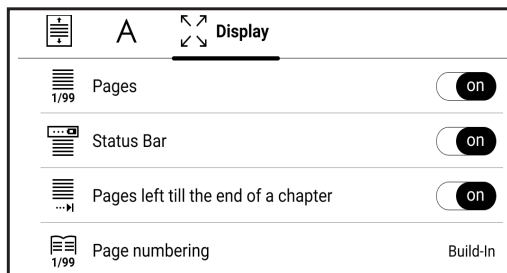 A Display
1/99 Pages on
Status Bar on
Pages left till the end of a chapter on
1/99 Page numbering Build-In